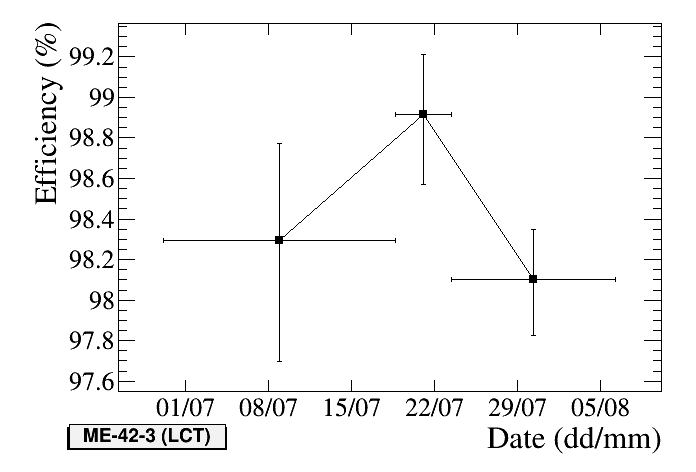 Efficiency (%)
99.2
99
98.8
98.6
98.4
98.2
98
97.8
97.6
01/07 08/07 15/07 22/07 29/07 05/08
ME-42-3 (LCT)
Date (dd/mm)